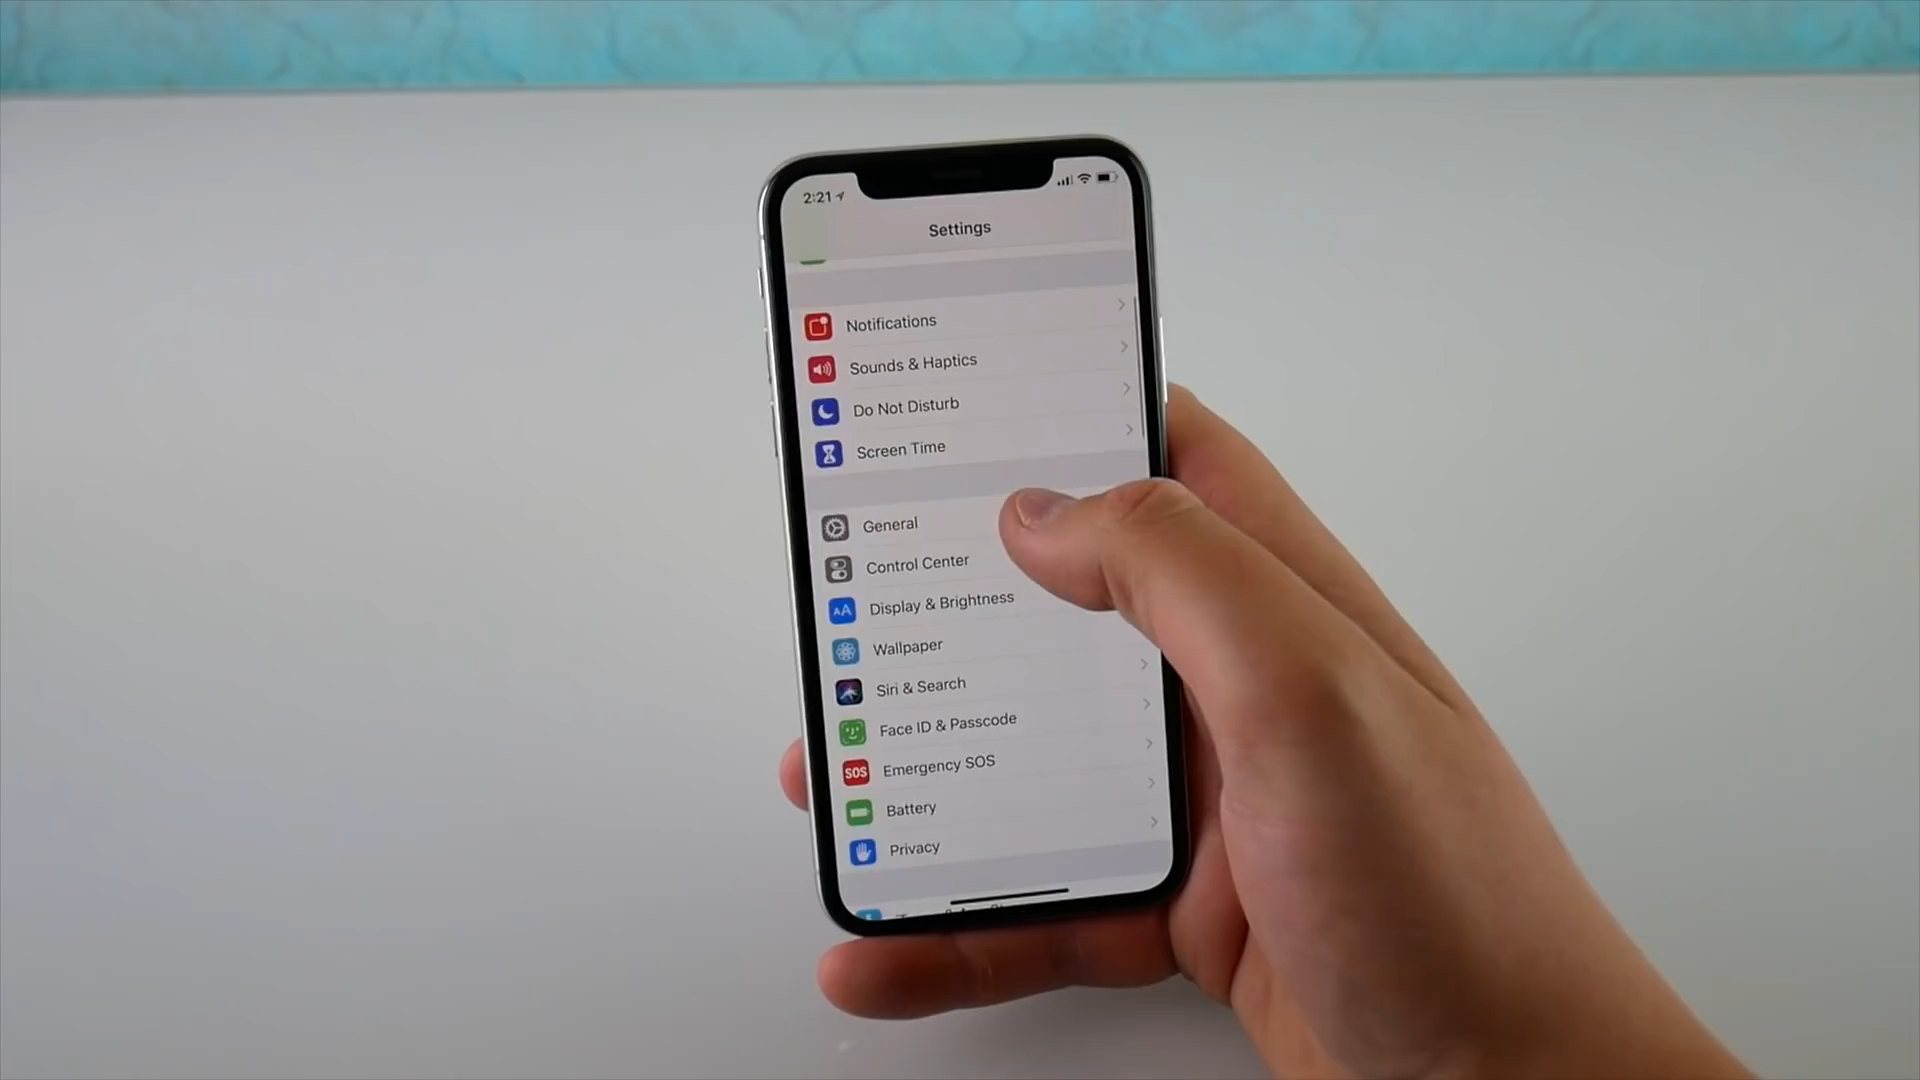 2:21
Settings
Notifications
Sounds & Haptics
Do Not Disturb
Screen Time
General
Control Center
AA Display & Brightness
Wallpaper
Siri & Search
Face ID & Passcode
SOS Emergency SOS
Battery
Privacy